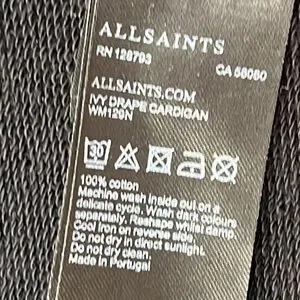 ALLSAINTS
RN 128793 CA 56080
ALLSAINTS.COM
IVY DRAPE CARDIGAN
WM120N
30
100% cotton
Machine wash inside out on a
delicate cycle. Wash dark colours
separately. Reshape whilst damp.
Cool iron on reverse side.
Do not dry in direct sunlight.
Do not dry clean.
Made in Portugal